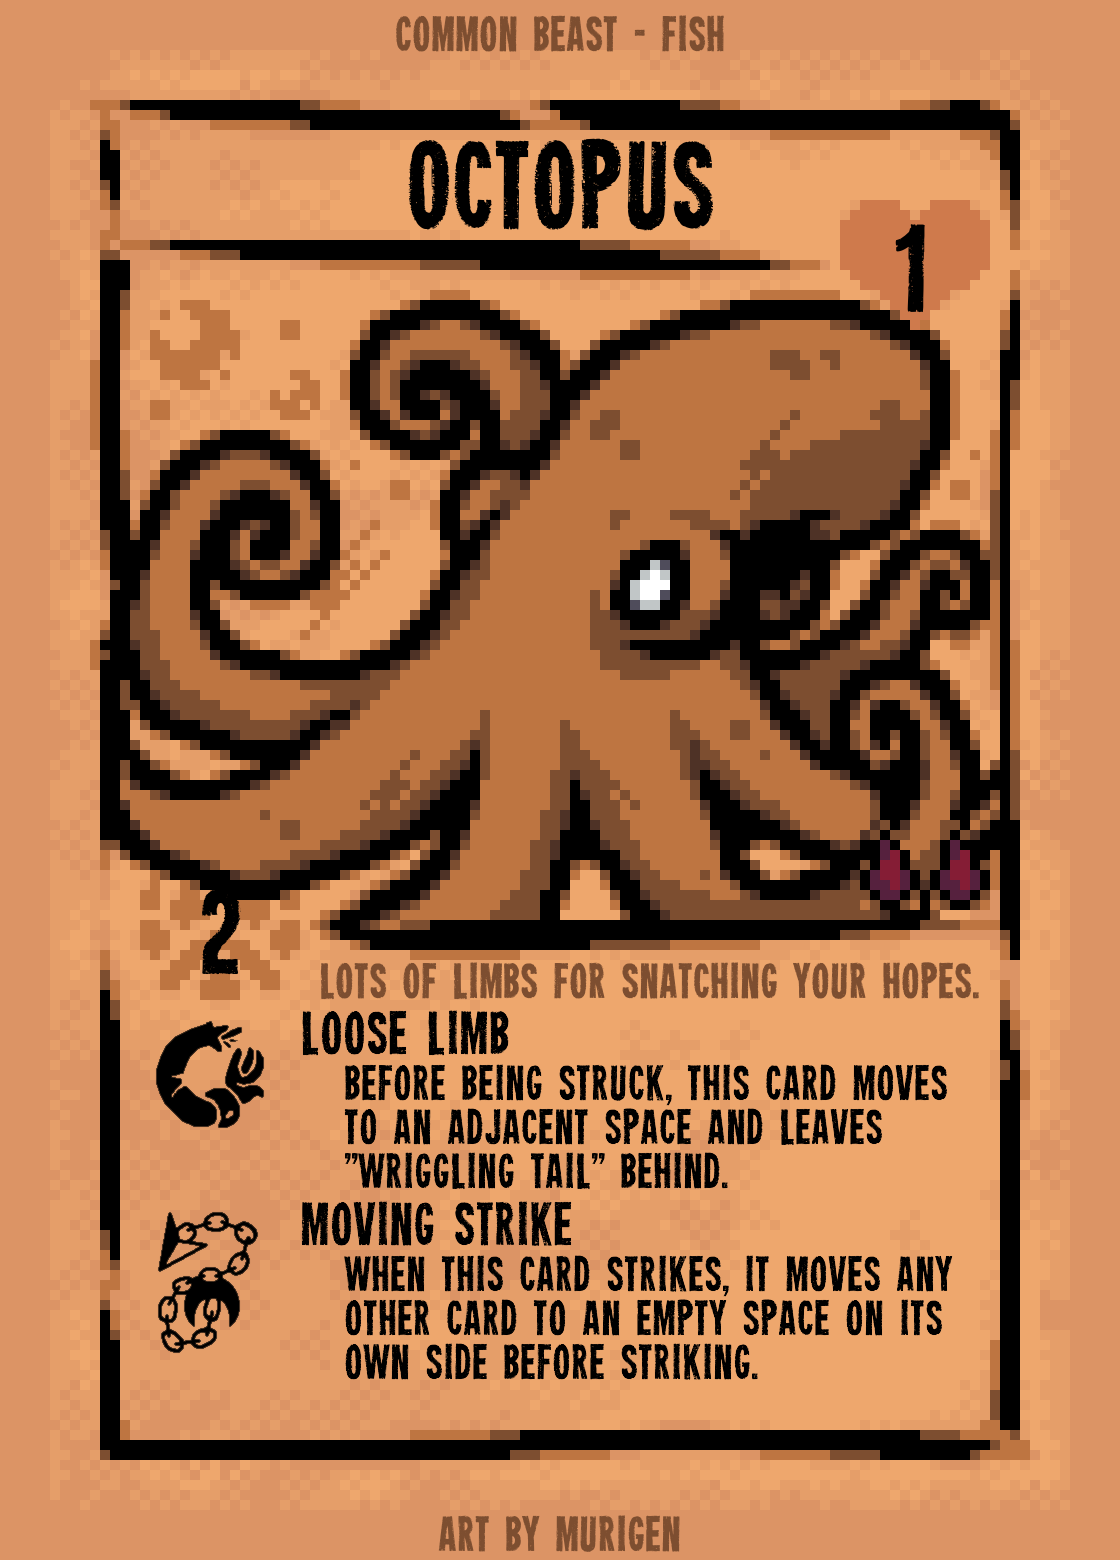 COMMON BEAST - FISH
OCTOPUS
1
2
LOTS OF LIMBS FOR SNATCHING YOUR HOPES.
LOOSE LIMB
BEFORE BEING STRUCK, THIS CARD MOVES
TO AN ADJACENT SPACE AND LEAVES
"WRIGGLING TAIL" BEHIND.
MOVING STRIKE
WHEN THIS CARD STRIKES, IT MOVES ANY
OTHER CARD TO AN EMPTY SPACE ON ITS
OWN SIDE BEFORE STRIKING.
ART BY MURIGEN